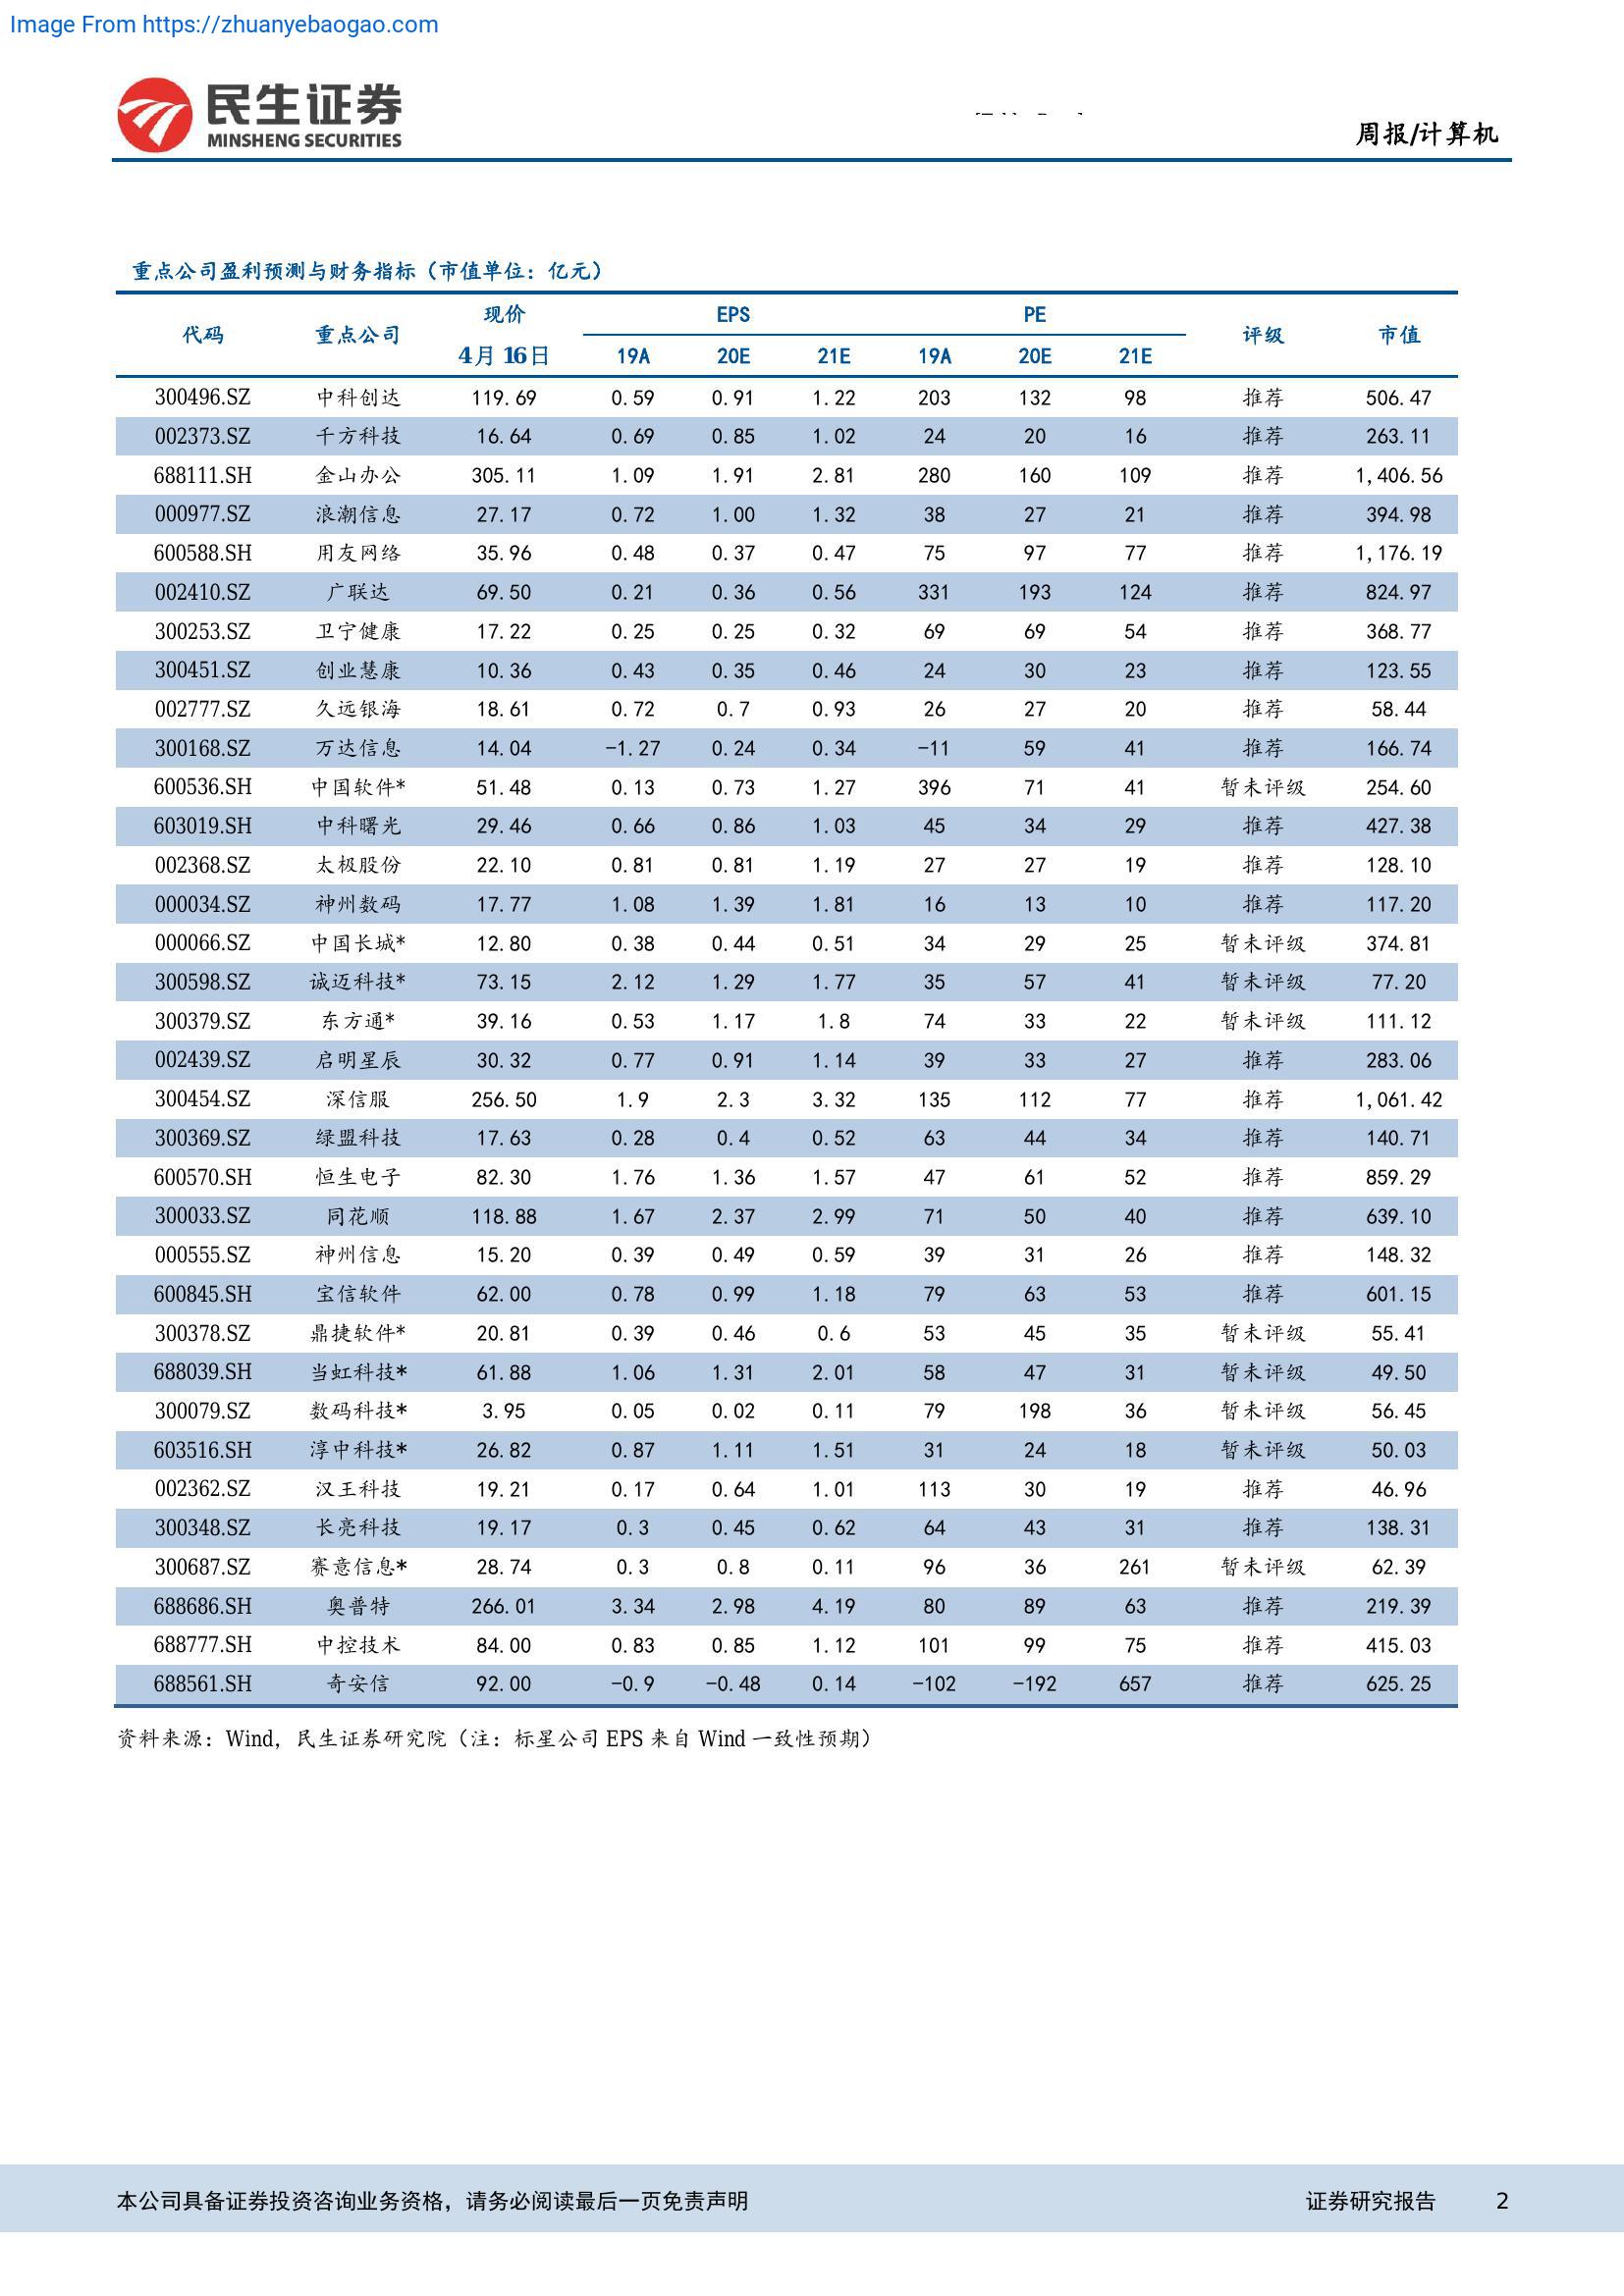 Image From https://zhuanyebaogao.com
民生证券
MINSHENG SECURITIES
周报/计算机
重点公司盈利预测与财务指标（市值单位：亿元）
代码 重点公司 现价 EPS PE 评级 市值
4月 16日 19A 20E 21E 19A 20E 21E
300496.SZ 中科创达 119.69 0.59 0.91 1.22 203 132 98 推荐 506.47
002373.SZ 千方科技 16.64 0.69 0.85 1.02 24 20 16 推荐 263.11
688111.SH 金山办公 305.11 1.09 1.91 2.81 280 160 109 推荐 1,406.56
000977.SZ 浪潮信息 27.17 0.72 1.00 1.32 38 27 21 推荐 394.98
600588.SH 用友网络 35.96 0.48 0.37 0.47 75 97 77 推荐 1,176.19
002410.SZ 广联达 69.50 0.21 0.36 0.56 331 193 124 推荐 824.97
300253.SZ 卫宁健康 17.22 0.25 0.25 0.32 69 69 54 推荐 368.77
300451.SZ 创业慧康 10.36 0.43 0.35 0.46 24 30 23 推荐 123.55
002777.SZ 久远银海 18.61 0.72 0.7 0.93 26 27 20 推荐 58.44
300168.SZ 万达信息 14.04 -1.27 0.24 0.34 -11 59 41 推荐 166.74
600536.SH 中国软件* 51.48 0.13 0.73 1.27 396 71 41 暂未评级 254.60
603019.SH 中科曙光 29.46 0.66 0.86 1.03 45 34 29 推荐 427.38
002368.SZ 太极股份 22.10 0.81 0.81 1.19 27 27 19 推荐 128.10
000034.SZ 神州数码 17.77 1.08 1.39 1.81 16 13 10 推荐 117.20
000066.SZ 中国长城* 12.80 0.38 0.44 0.51 34 29 25 暂未评级 374.81
300598.SZ 诚迈科技* 73.15 2.12 1.29 1.77 35 57 41 暂未评级 77.20
300379.SZ 东方通* 39.16 0.53 1.17 1.8 74 33 22 暂未评级 111.12
002439.SZ 启明星辰 30.32 0.77 0.91 1.14 39 33 27 推荐 283.06
300454.SZ 深信服 256.50 1.9 2.3 3.32 135 112 77 推荐 1,061.42
300369.SZ 绿盟科技 17.63 0.28 0.4 0.52 63 44 34 推荐 140.71
600570.SH 恒生电子 82.30 1.76 1.36 1.57 47 61 52 推荐 859.29
300033.SZ 同花顺 118.88 1.67 2.37 2.99 71 50 40 推荐 639.10
000555.SZ 神州信息 15.20 0.39 0.49 0.59 39 31 26 推荐 148.32
600845.SH 宝信软件 62.00 0.78 0.99 1.18 79 63 53 推荐 601.15
300378.SZ 鼎捷软件* 20.81 0.39 0.46 0.6 53 45 35 暂未评级 55.41
688039.SH 当虹科技* 61.88 1.06 1.31 2.01 58 47 31 暂未评级 49.50
300079.SZ 数码科技* 3.95 0.05 0.02 0.11 79 198 36 暂未评级 56.45
603516.SH 淳中科技* 26.82 0.87 1.11 1.51 31 24 18 暂未评级 50.03
002362.SZ 汉王科技 19.21 0.17 0.64 1.01 113 30 19 推荐 46.96
300348.SZ 长亮科技 19.17 0.3 0.45 0.62 64 43 31 推荐 138.31
300687.SZ 赛意信息* 28.74 0.3 0.8 0.11 96 36 261 暂未评级 62.39
688686.SH 奥普特 266.01 3.34 2.98 4.19 80 89 63 推荐 219.39
688777.SH 中控技术 84.00 0.83 0.85 1.12 101 99 75 推荐 415.03
688561.SH 奇安信 92.00 -0.9 -0.48 0.14 -102 -192 657 推荐 625.25
资料来源：Wind，民生证券研究院（注：标星公司 EPS 来自 Wind 一致性预期）
本公司具备证券投资咨询业务资格，请务必阅读最后一页免责声明 证券研究报告 2